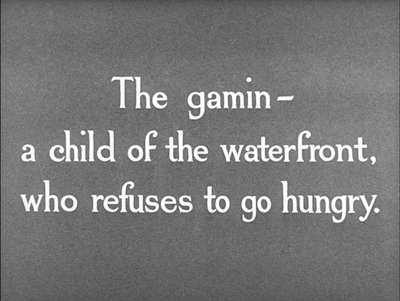 The gamin –
a child of the waterfront,
who refuses to go hungry.